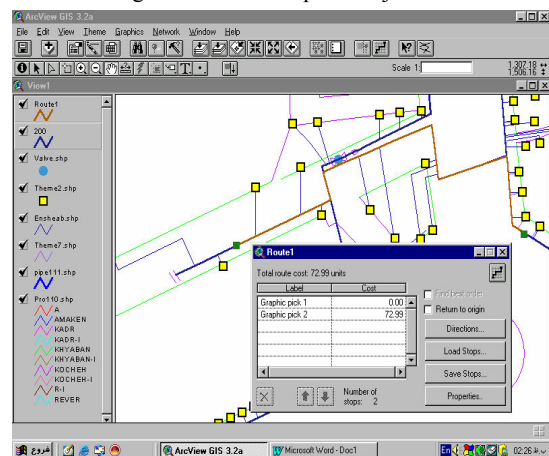 ArcView GIS 3.2a
File Edit View Theme Graphics Network Window Help
Scale 1:
1,307.18
1,506.16
View1
Route1
200
Valve.shp
Theme2.shp
Ensheab.shp
Theme7.shp
pipe111.shp
Pro110.shp
A
AMAKEN
KADR
KADR-I
KHYABAN
KHYABAN-I
KOCHEH
KOCHEH-I
R-I
REVER
Route1
Total route cost: 72.99 units
Label Cost
Graphic pick 1 0.00
Graphic pick 2 72.99
Find best order
Return to origin
Directions...
Load Stops...
Save Stops...
Properties..
Number of
stops: 2
فروع
ArcView GIS 3.2a
Microsoft Word - Doc1
En
02:26 ب.ظ